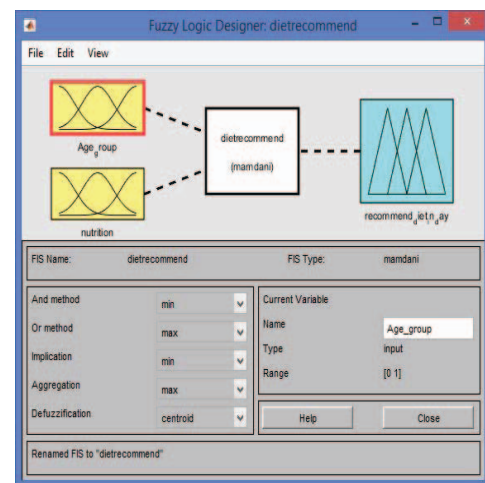 Fuzzy Logic Designer: dietrecommend
File Edit View
Age_group
dietrecommend
(mamdani)
nutrition
recommend_diet_in_day
FIS Name: dietrecommend FIS Type: mamdani
And method min
Or method max
Implication min
Aggregation max
Defuzzification centroid
Current Variable
Name Age_group
Type input
Range [0 1]
Help Close
Renamed FIS to "dietrecommend"